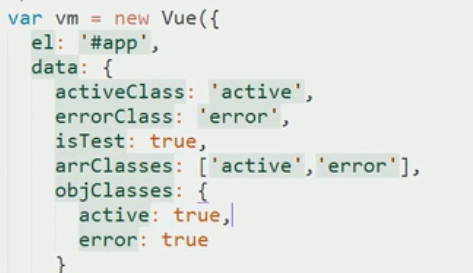 var vm = new Vue({
  el: '#app',
  data: {
    activeClass: 'active',
    errorClass: 'error',
    isTest: true,
    arrClasses: ['active','error'],
    objClasses: {
      active: true,
      error: true
    }